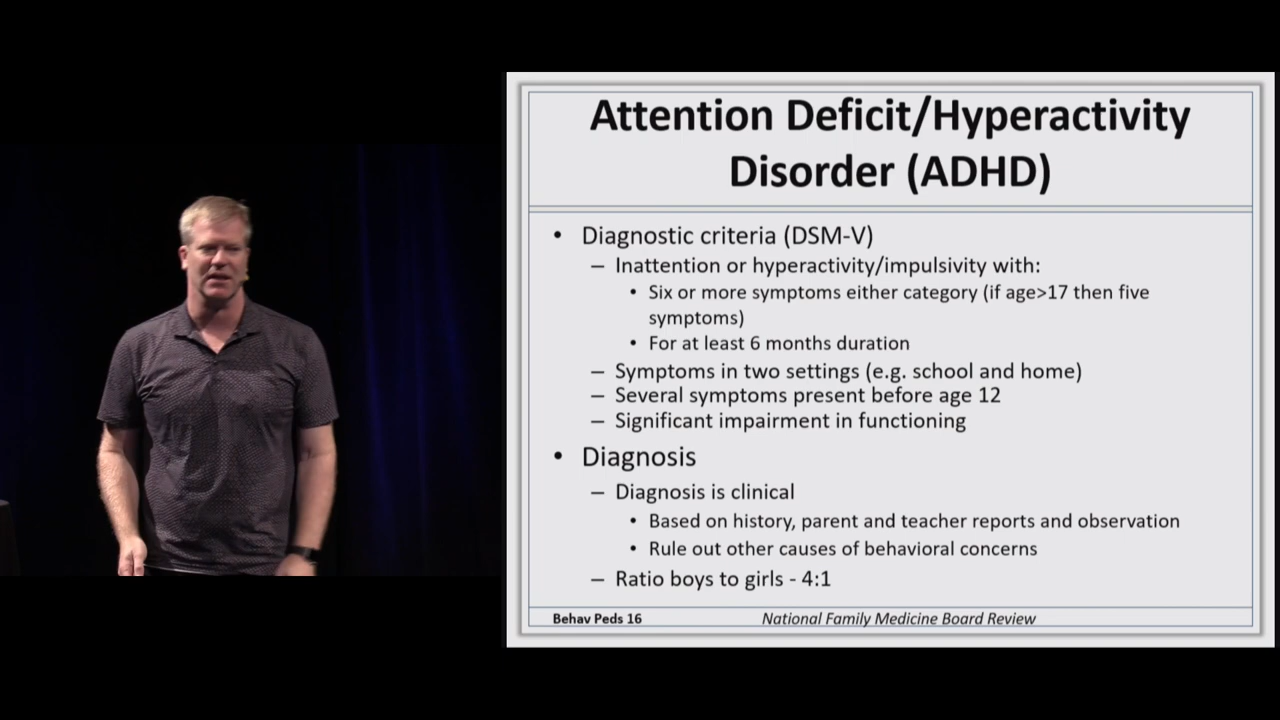 Attention Deficit/Hyperactivity
Disorder (ADHD)
• Diagnostic criteria (DSM-V)
– Inattention or hyperactivity/impulsivity with:
• Six or more symptoms either category (if age>17 then five
symptoms)
• For at least 6 months duration
– Symptoms in two settings (e.g. school and home)
– Several symptoms present before age 12
– Significant impairment in functioning
• Diagnosis
– Diagnosis is clinical
• Based on history, parent and teacher reports and observation
• Rule out other causes of behavioral concerns
– Ratio boys to girls - 4:1
Behav Peds 16 National Family Medicine Board Review